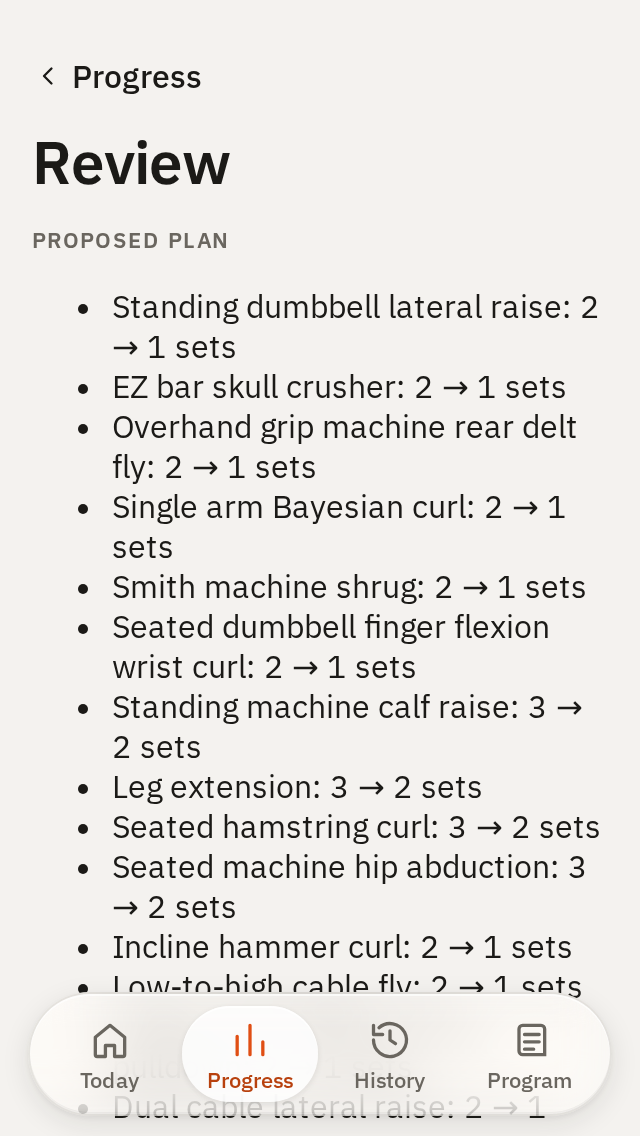 Progress
Review
PROPOSED PLAN
• Standing dumbbell lateral raise: 2
→ 1 sets
• EZ bar skull crusher: 2 → 1 sets
• Overhand grip machine rear delt
fly: 2 → 1 sets
• Single arm Bayesian curl: 2 → 1
sets
• Smith machine shrug: 2 → 1 sets
• Seated dumbbell finger flexion
wrist curl: 2 → 1 sets
• Standing machine calf raise: 3 →
2 sets
• Leg extension: 3 → 2 sets
• Seated hamstring curl: 3 → 2 sets
• Seated machine hip abduction: 3
→ 2 sets
• Incline hammer curl: 2 → 1 sets
• Low-to-high cable fly: 2 → 1 sets
Today
Progress
History
Program
• Dual cable lateral raise: 2 → 1